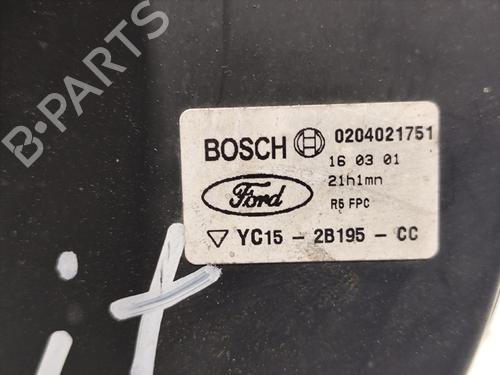 B-PARTS
BOSCH 0204021751
16 03 01
21h1mn
Ford
R5 FPC
YC15 - 2B195 - CC